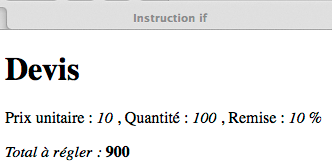 Instruction if
Devis
Prix unitaire : 10 , Quantité : 100 , Remise : 10 %
Total à régler : 900